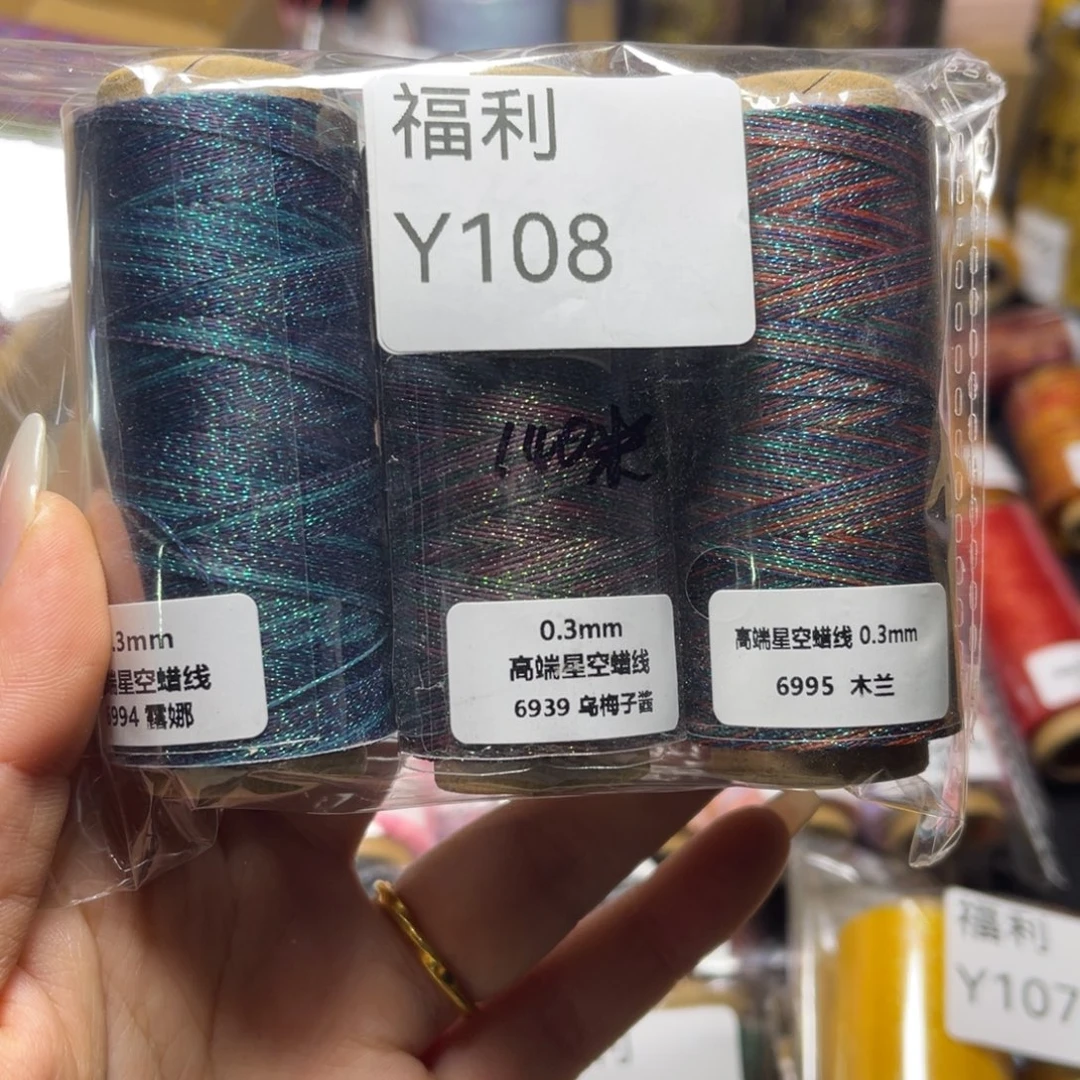 福利
Y108
140米
.3mm
端星空蜡线
6994 霜娜
0.3mm
高端星空蜡线
6939 乌梅子酱
高端星空蜡线 0.3mm
6995 木兰
福利
Y107